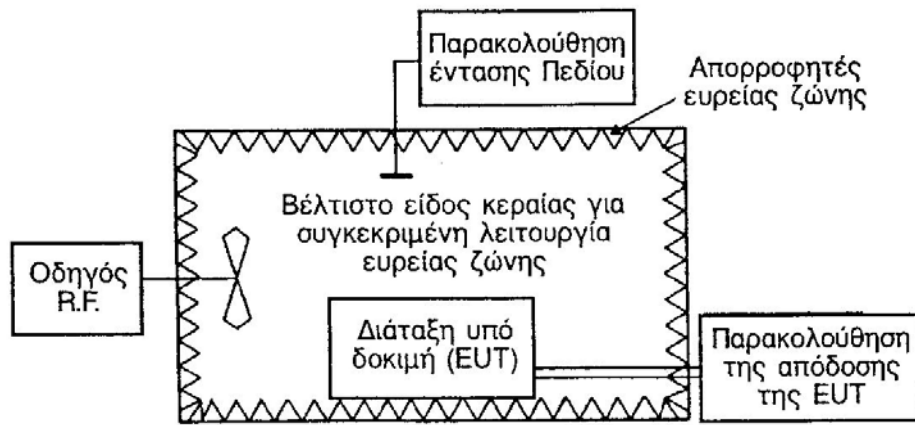 Παρακολούθηση
έντασης Πεδίου
Απορροφητές
ευρείας ζώνης
Βέλτιστο είδος κεραίας για
συγκεκριμένη λειτουργία
ευρείας ζώνης
Οδηγός
R.F.
Διάταξη υπό
δοκιμή (EUT)
Παρακολούθηση
της απόδοσης
της EUT